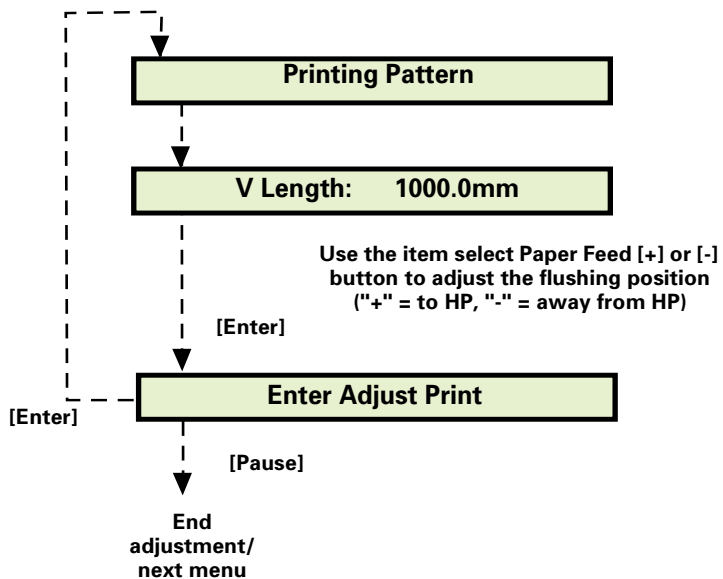 Printing Pattern
V Length: 1000.0mm
Use the item select Paper Feed [+] or [-]
button to adjust the flushing position
("+" = to HP, "-" = away from HP)
[Enter]
Enter Adjust Print
[Enter]
[Pause]
End
adjustment/
next menu